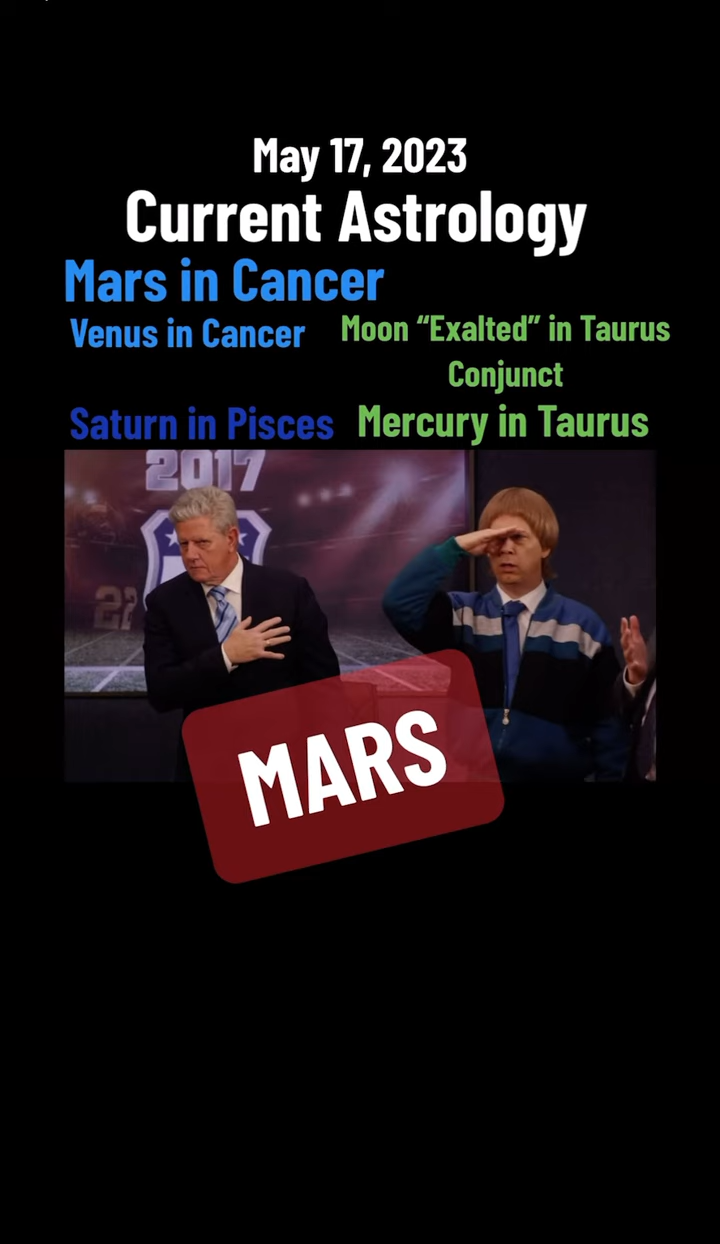 May 17, 2023
Current Astrology
Mars in Cancer
Venus in Cancer
Moon “Exalted” in Taurus
Conjunct
Saturn in Pisces
Mercury in Taurus
2017
MARS